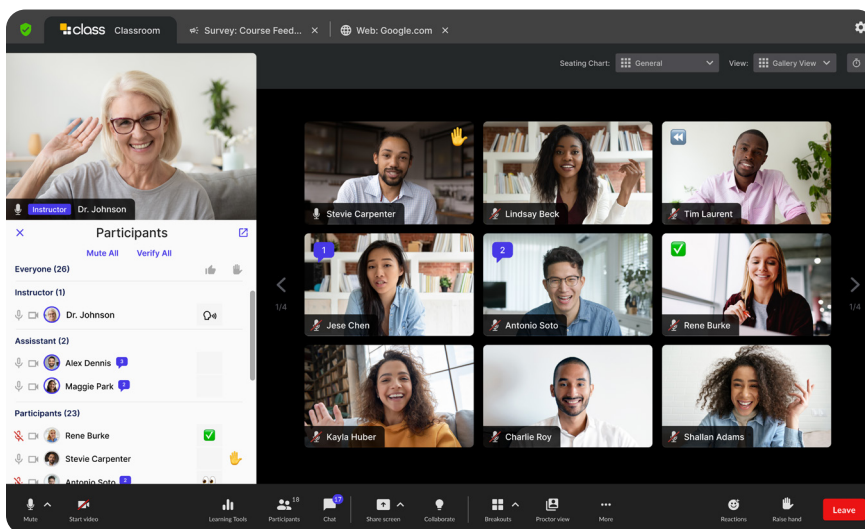 class Classroom
Survey: Course Feed... ×
Web: Google.com ×
Seating Chart: General
View: Gallery View
Instructor Dr. Johnson
Participants
Mute All Verify All
Everyone (26)
Instructor (1)
Dr. Johnson
Assisstant (2)
Alex Dennis 3
Maggie Park 2
Participants (23)
Rene Burke
Stevie Carpenter
Antonio Soto 2
Stevie Carpenter
Lindsay Beck
Tim Laurent
1
Jese Chen
2
Antonio Soto
Rene Burke
1/4
1/4
Kayla Huber
Charlie Roy
Shallan Adams
Mute
Start video
Learning Tools
18
Participants
17
Chat
Share screen
Collaborate
Breakouts
Proctor view
More
Reactions
Raise hand
Leave